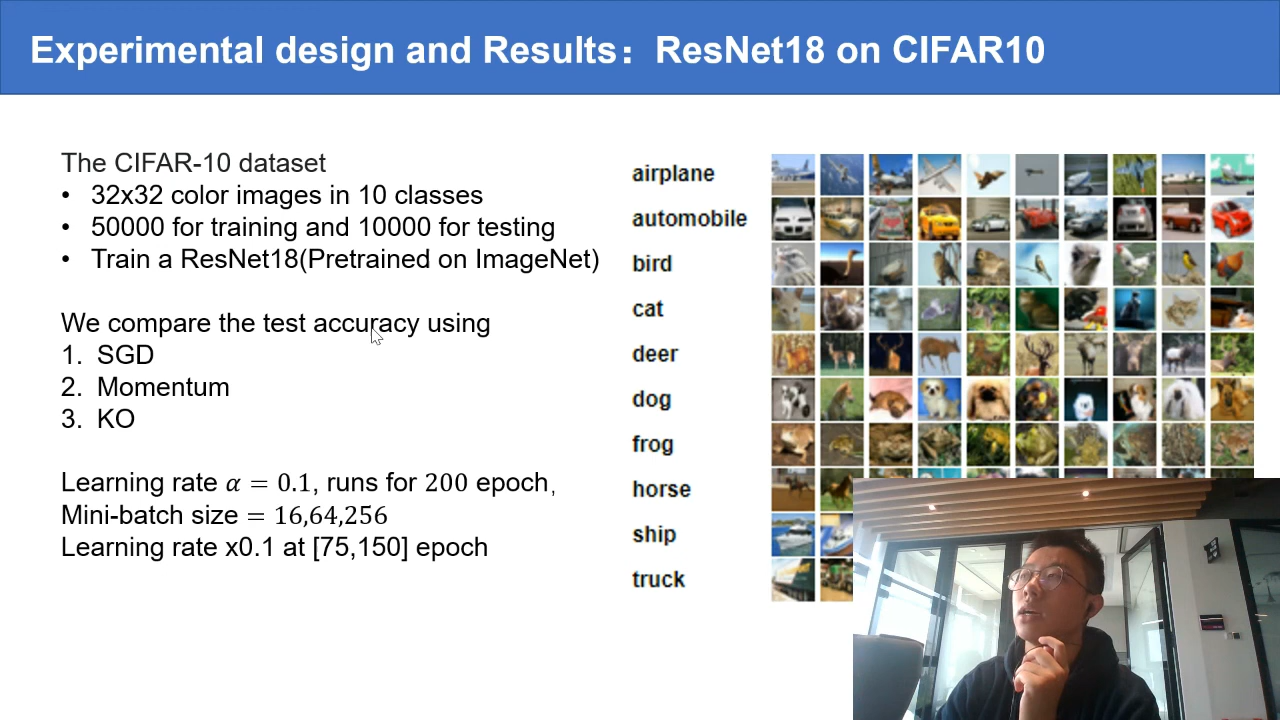 Experimental design and Results：ResNet18 on CIFAR10
The CIFAR-10 dataset
• 32x32 color images in 10 classes
• 50000 for training and 10000 for testing
• Train a ResNet18(Pretrained on ImageNet)
We compare the test accuracy using
1. SGD
2. Momentum
3. KO
Learning rate α = 0.1, runs for 200 epoch，
Mini-batch size = 16,64,256
Learning rate x0.1 at [75,150] epoch
airplane
automobile
bird
cat
deer
dog
frog
horse
ship
truck